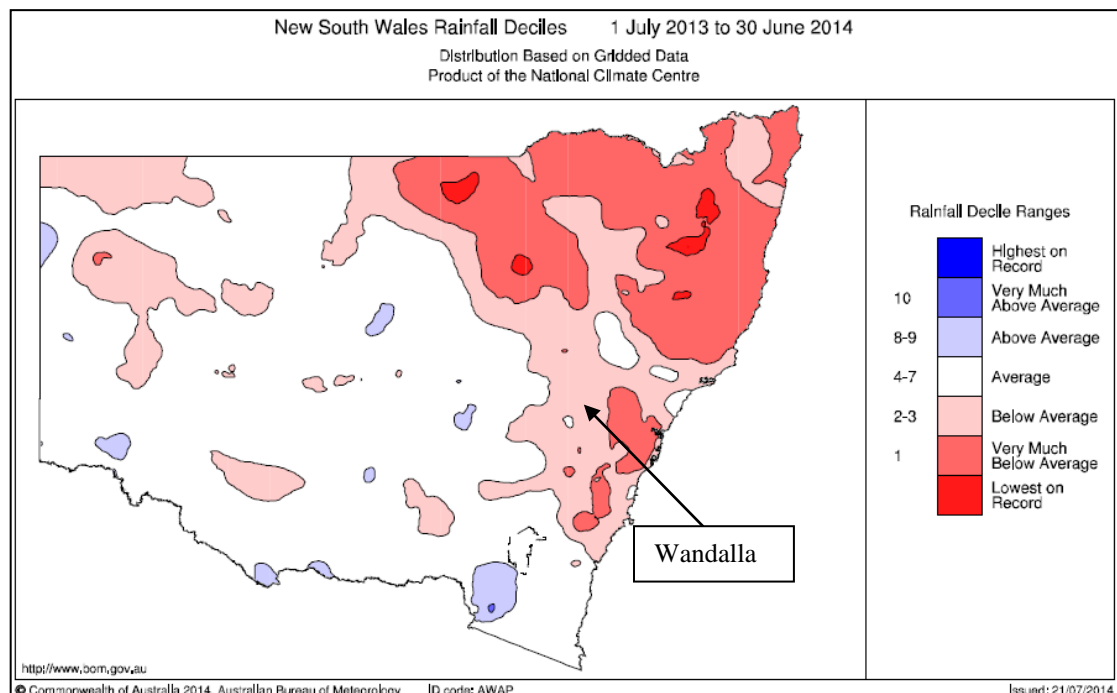 New South Wales Rainfall Deciles 1 July 2013 to 30 June 2014
Distribution Based on Gridded Data
Product of the National Climate Centre
Rainfall Decile Ranges
Highest on
Record
10 Very Much
Above Average
8-9 Above Average
4-7 Average
2-3 Below Average
1 Very Much
Below Average
Lowest on
Record
Wandalla
http://www.bom.gov.au
© Commonwealth of Australia 2014, Australian Bureau of Meteorology ID code: AWAP Issued: 21/07/2014